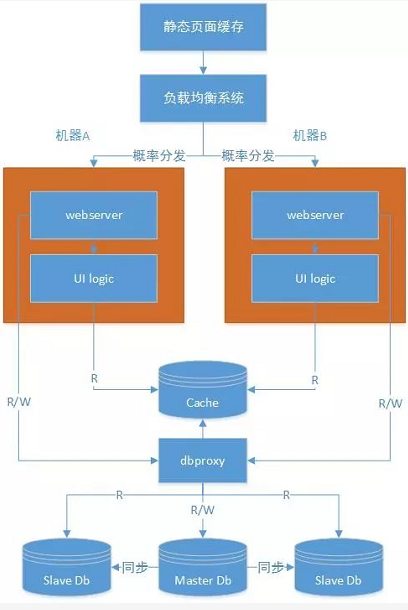 静态页面缓存
负载均衡系统
机器A
机器B
概率分发
概率分发
webserver
webserver
UI logic
UI logic
R
R
Cache
R/W
R/W
dbproxy
R
R
R/W
Slave Db
同步
Master Db
同步
Slave Db